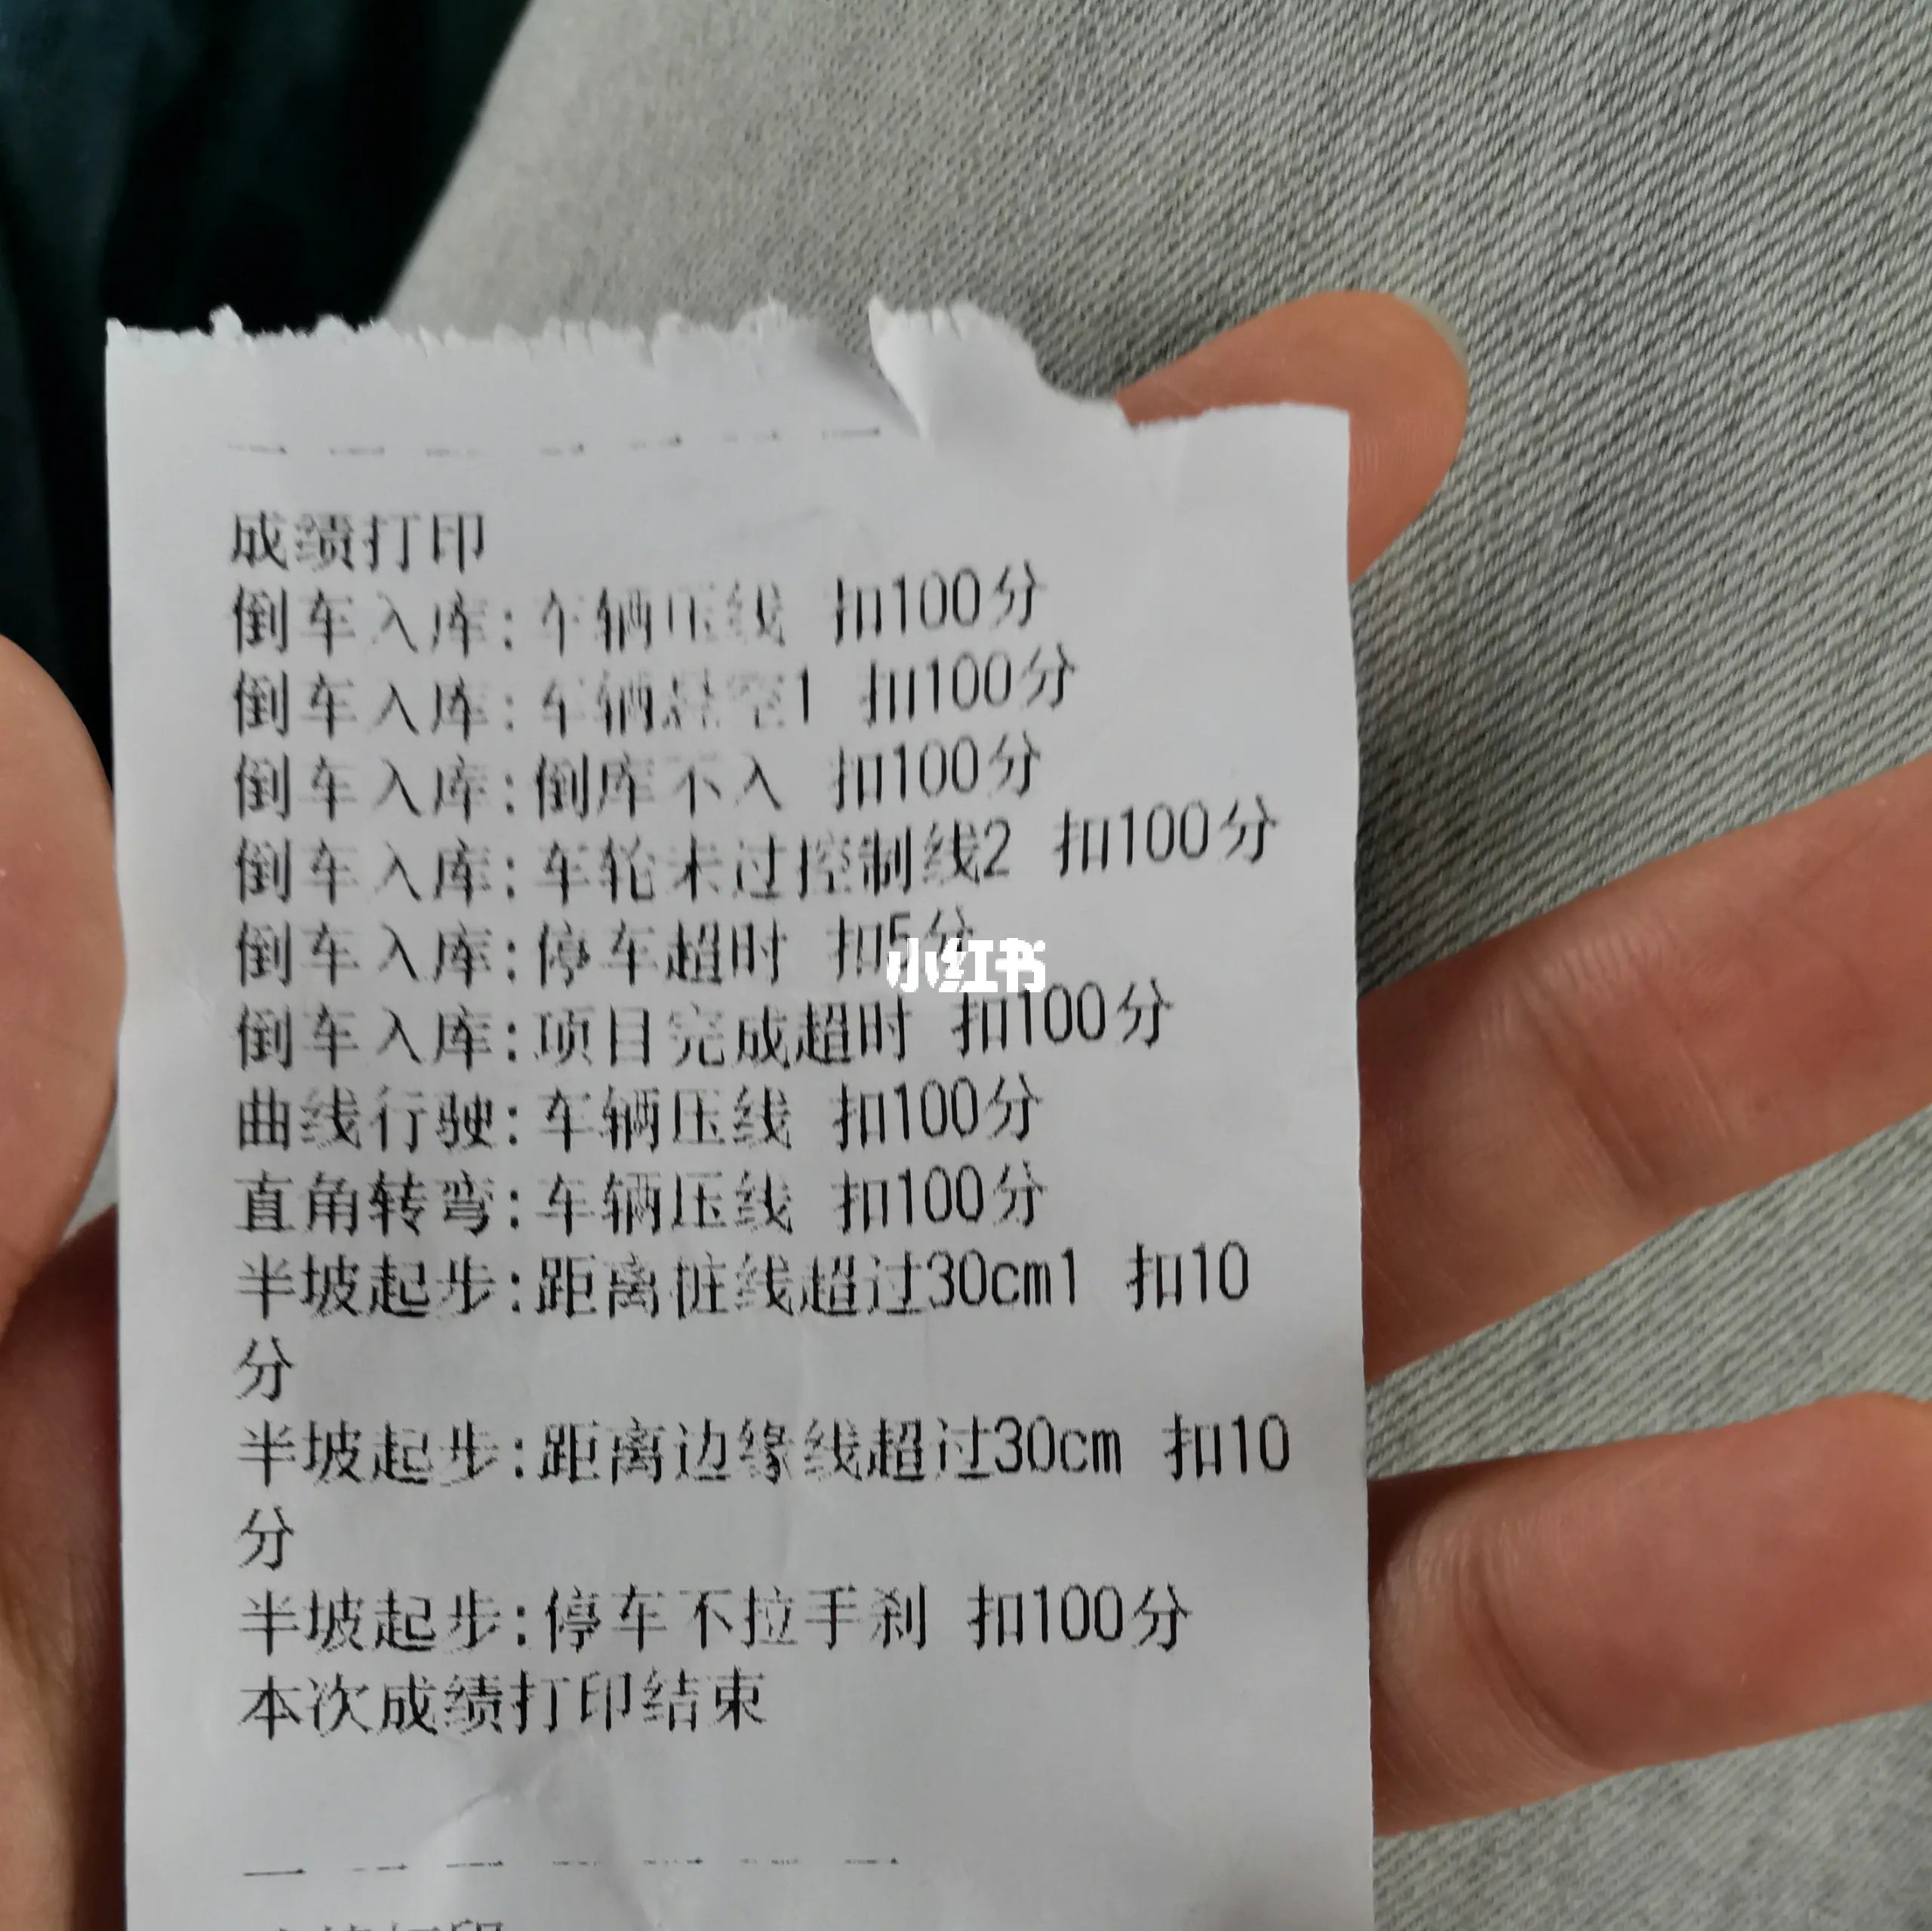 成绩打印
倒车入库:车辆压线 扣100分
倒车入库:车辆悬空1 扣100分
倒车入库:倒库不入 扣100分
倒车入库:车轮未过控制线2 扣100分
倒车入库:停车超时 扣5分
小红书
倒车入库:项目完成超时 扣100分
曲线行驶:车辆压线 扣100分
直角转弯:车辆压线 扣100分
半坡起步:距离桩线超过30cm1 扣10
分
半坡起步:距离边缘线超过30cm 扣10
分
半坡起步:停车不拉手刹 扣100分
本次成绩打印结束